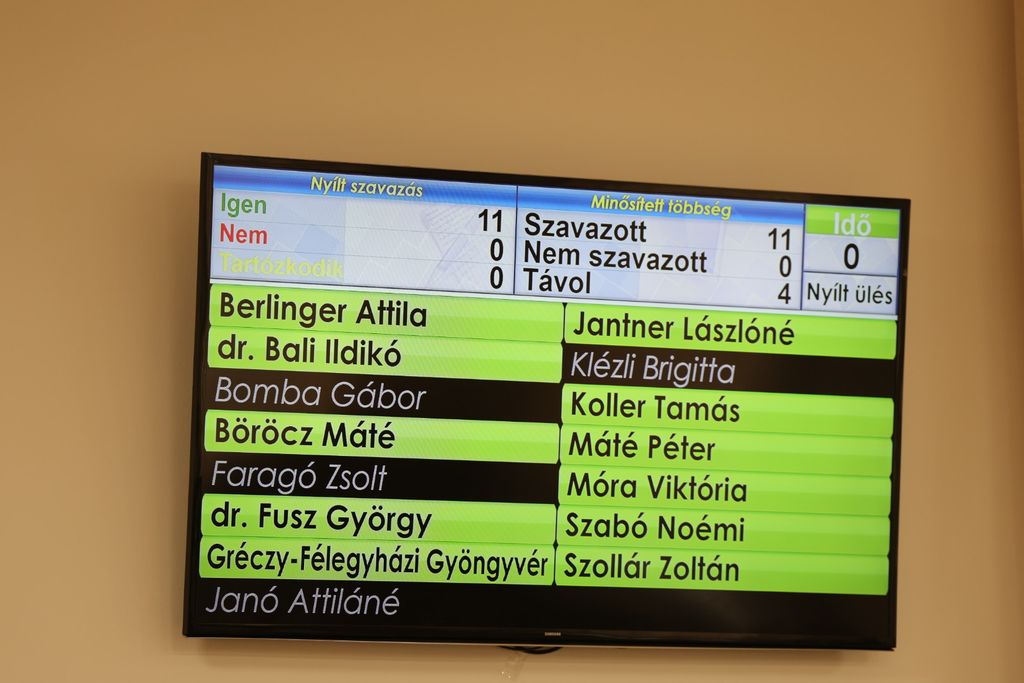 Nyílt szavazás
Igen 11
Nem 0
Tartózkodik 0
Minősített többség
Szavazott 11
Nem szavazott 0
Távol 4
Idő
0
Nyílt ülés
Berlinger Attila
dr. Bali Ildikó
Bomba Gábor
Böröcz Máté
Faragó Zsolt
dr. Fusz György
Gréczy-Félegyházi Gyöngyvér
Janó Attiláné
Jantner Lászlóné
Klézli Brigitta
Koller Tamás
Máté Péter
Móra Viktória
Szabó Noémi
Szollár Zoltán
SAMSUNG